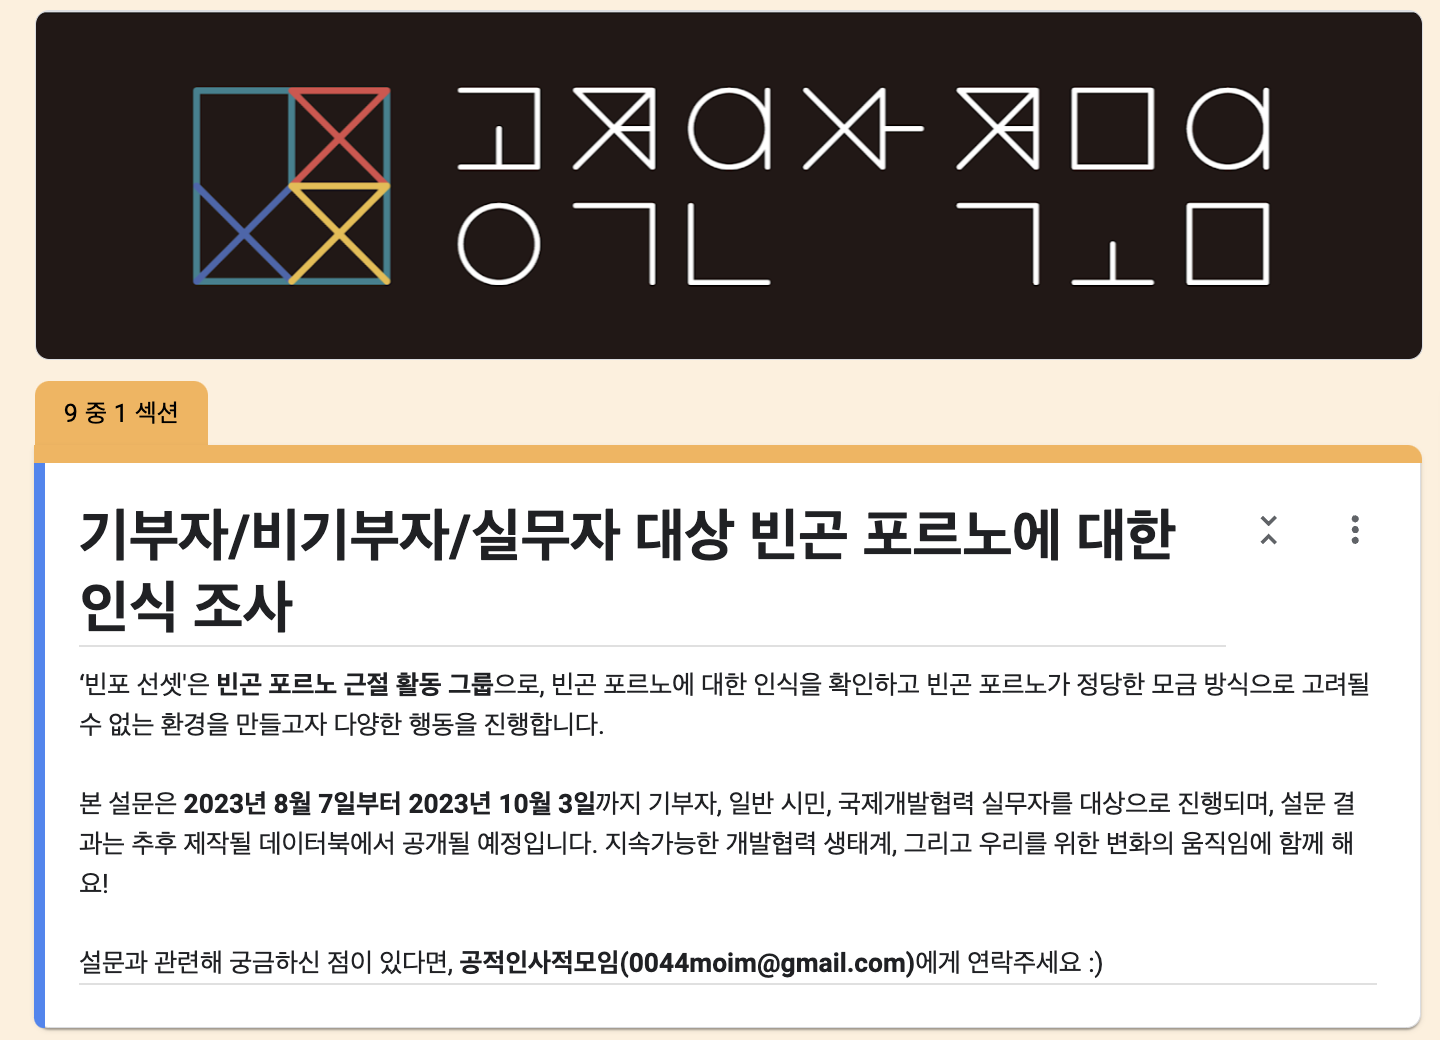 공적인사적모임
9 중 1 섹션
기부자/비기부자/실무자 대상 빈곤 포르노에 대한
인식 조사
‘빈포 선셋'은 빈곤 포르노 근절 활동 그룹으로, 빈곤 포르노에 대한 인식을 확인하고 빈곤 포르노가 정당한 모금 방식으로 고려될
수 없는 환경을 만들고자 다양한 행동을 진행합니다.
본 설문은 2023년 8월 7일부터 2023년 10월 3일까지 기부자, 일반 시민, 국제개발협력 실무자를 대상으로 진행되며, 설문 결
과는 추후 제작될 데이터북에서 공개될 예정입니다. 지속가능한 개발협력 생태계, 그리고 우리를 위한 변화의 움직임에 함께 해
요!
설문과 관련해 궁금하신 점이 있다면, 공적인사적모임(0044moim@gmail.com)에게 연락주세요 :)